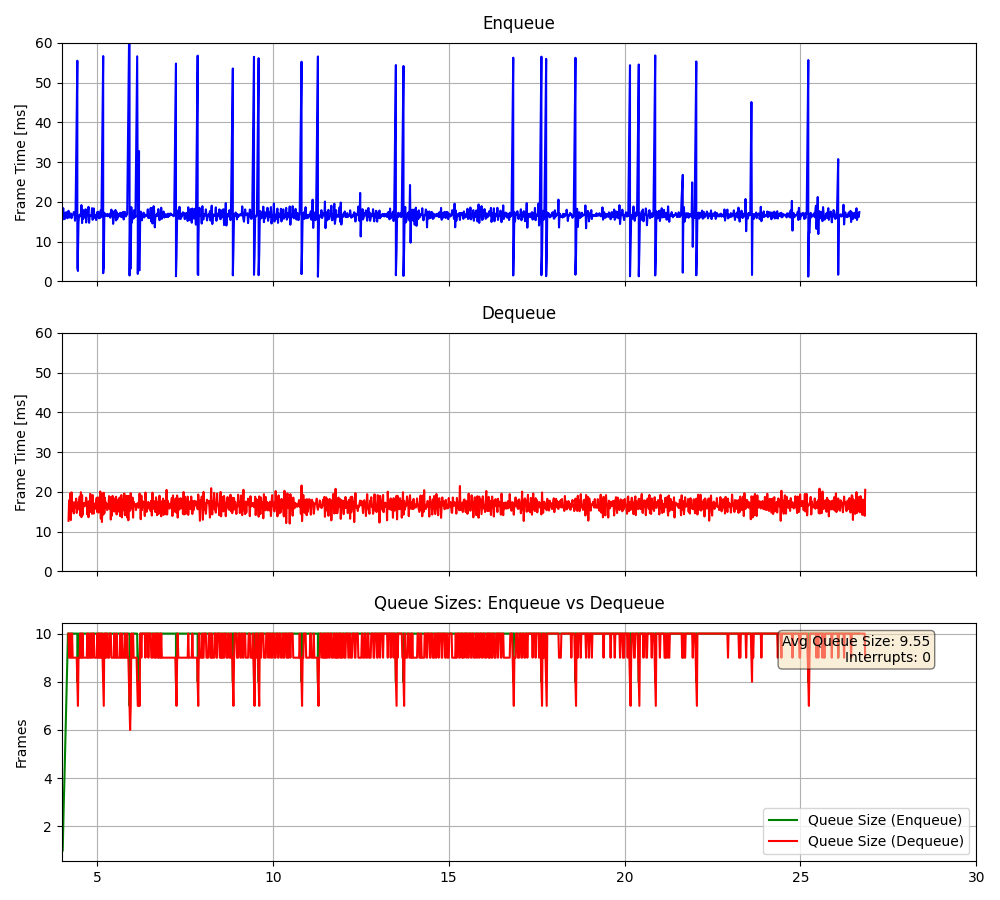 Enqueue
Frame Time [ms]
60
50
40
30
20
10
0
Dequeue
Frame Time [ms]
60
50
40
30
20
10
0
Queue Sizes: Enqueue vs Dequeue
Frames
10
8
6
4
2
Avg Queue Size: 9.55
Interrupts: 0
Queue Size (Enqueue)
Queue Size (Dequeue)
5 10 15 20 25 30